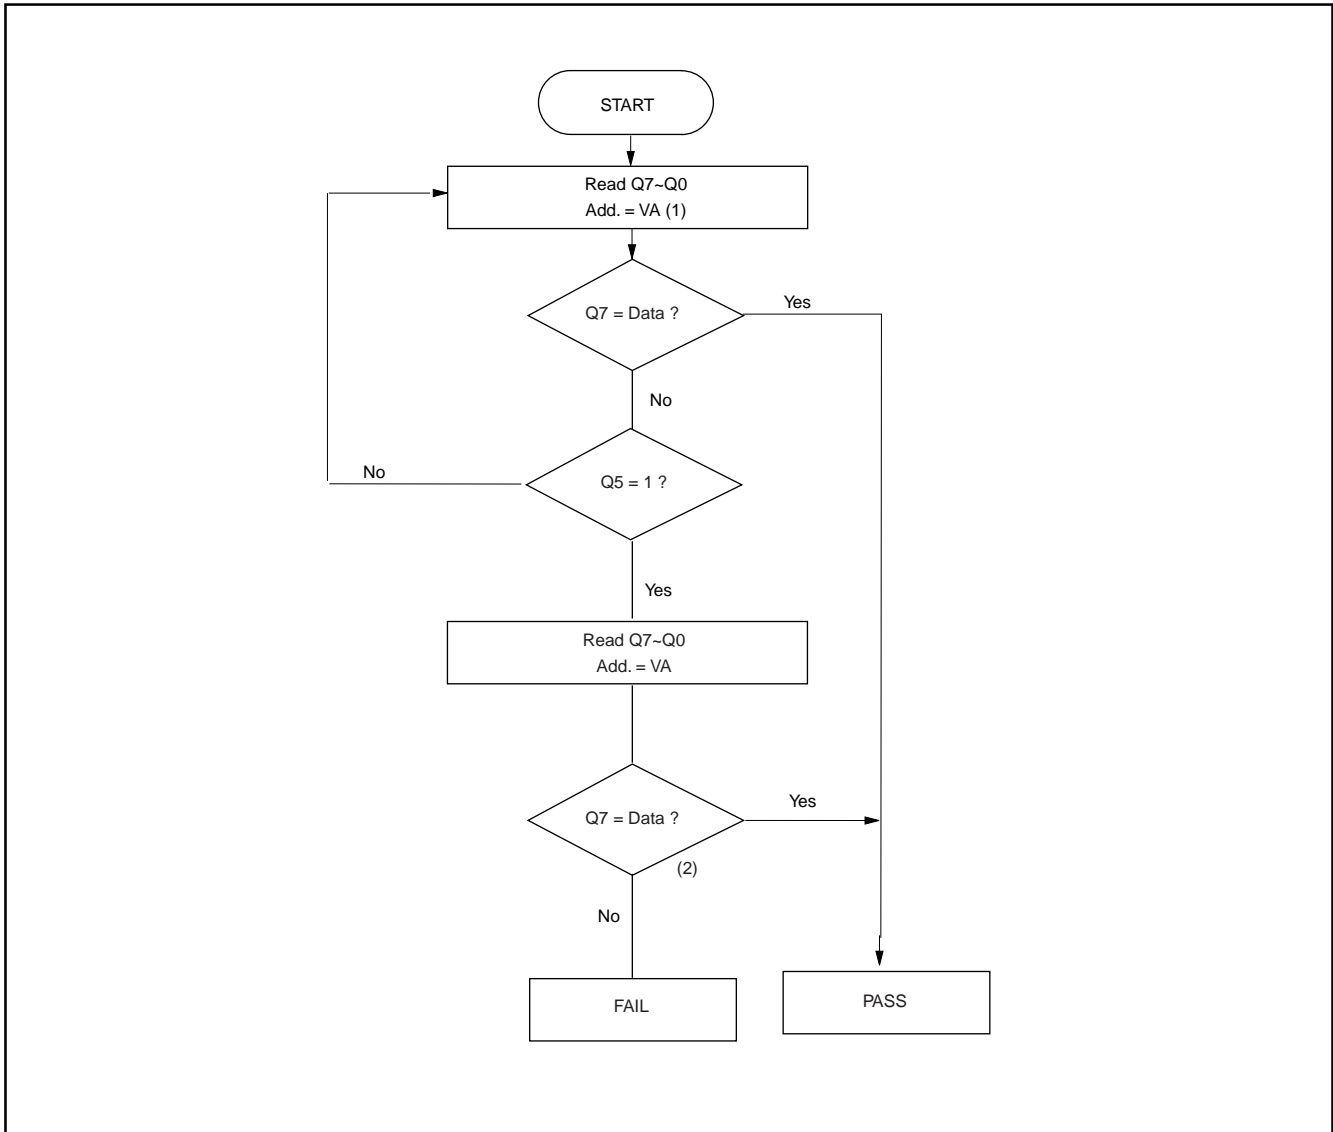 START
Read Q7~Q0
Add. = VA (1)
Q7 = Data ?
Yes
No
Q5 = 1 ?
No
Yes
Read Q7~Q0
Add. = VA
Q7 = Data ?
Yes
(2)
No
FAIL
PASS